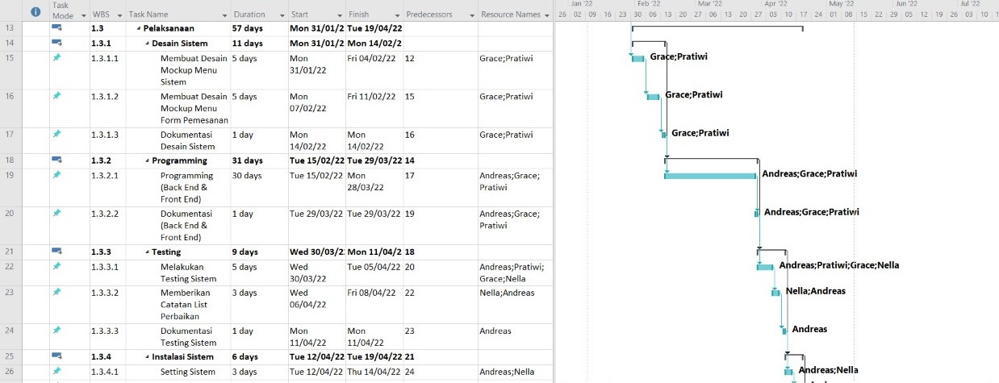 Task Mode WBS Task Name Duration Start Finish Predecessors Resource Names
Jan '22 Feb '22 Mar '22 Apr '22 May '22 Jun '22 Jul '22
26 02 09 16 23 30 06 13 20 27 06 13 20 27 03 10 17 24 01 08 15 22 29 05 12 19 26 03 10
13 1.3 Pelaksanaan 57 days Mon 31/01/2 Tue 19/04/22
14 1.3.1 Desain Sistem 11 days Mon 31/01/2 Mon 14/02/2
15 1.3.1.1 Membuat Desain Mockup Menu Sistem 5 days Mon 31/01/22 Fri 04/02/22 12 Grace;Pratiwi Grace;Pratiwi
16 1.3.1.2 Membuat Desain Mockup Menu Form Pemesanan 5 days Mon 07/02/22 Fri 11/02/22 15 Grace;Pratiwi Grace;Pratiwi
17 1.3.1.3 Dokumentasi Desain Sistem 1 day Mon 14/02/22 Mon 14/02/22 16 Grace;Pratiwi Grace;Pratiwi
18 1.3.2 Programming 31 days Tue 15/02/22 Tue 29/03/22 14
19 1.3.2.1 Programming (Back End & Front End) 30 days Tue 15/02/22 Mon 28/03/22 17 Andreas;Grace;Pratiwi Andreas;Grace;Pratiwi
20 1.3.2.2 Dokumentasi (Back End & Front End) 1 day Tue 29/03/22 Tue 29/03/22 19 Andreas;Grace;Pratiwi Andreas;Grace;Pratiwi
21 1.3.3 Testing 9 days Wed 30/03/2 Mon 11/04/2 18
22 1.3.3.1 Melakukan Testing Sistem 5 days Wed 30/03/22 Tue 05/04/22 20 Andreas;Pratiwi;Grace;Nella Andreas;Pratiwi;Grace;Nella
23 1.3.3.2 Memberikan Catatan List Perbaikan 3 days Wed 06/04/22 Fri 08/04/22 22 Nella;Andreas Nella;Andreas
24 1.3.3.3 Dokumentasi Testing Sistem 1 day Mon 11/04/22 Mon 11/04/22 23 Andreas Andreas
25 1.3.4 Instalasi Sistem 6 days Tue 12/04/22 Tue 19/04/22 21
26 1.3.4.1 Setting Sistem 3 days Tue 12/04/22 Thu 14/04/22 24 Andreas;Nella Andreas;Nella